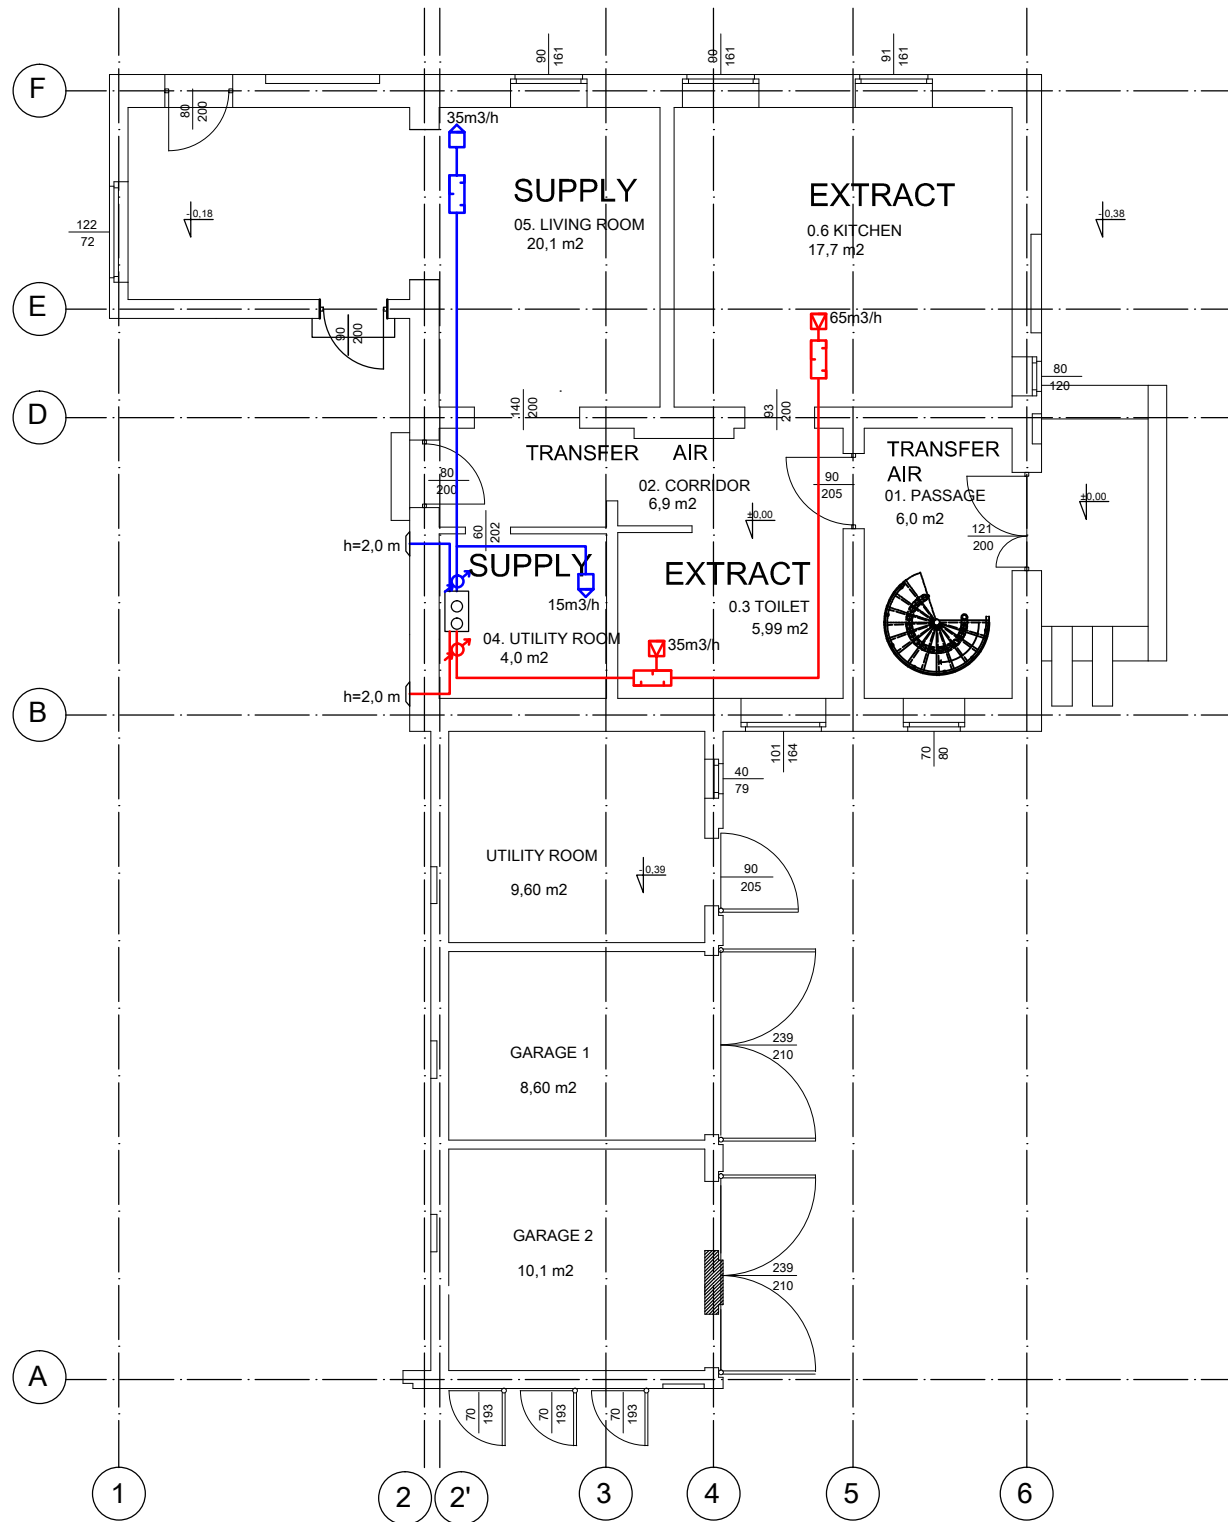 90
161
90
161
91
161
F
80
200
35m3/h
SUPPLY
EXTRACT
05. LIVING ROOM
20,1 m2
0.6 KITCHEN
17,7 m2
- 0,18
- 0,38
122
72
E
65m3/h
90
200
80
120
D
140
200
93
200
TRANSFER AIR
TRANSFER
AIR
80
200
02. CORRIDOR
6,9 m2
90
205
01. PASSAGE
6,0 m2
±0,00
±0,00
60
202
121
200
h=2,0 m
SUPPLY
EXTRACT
15m3/h
0.3 TOILET
5,99 m2
04. UTILITY ROOM
4,0 m2
35m3/h
h=2,0 m
B
101
164
70
80
40
79
UTILITY ROOM
9,60 m2
- 0,39
90
205
GARAGE 1
8,60 m2
239
210
GARAGE 2
10,1 m2
239
210
A
70
193
70
193
70
193
1
2
2'
3
4
5
6